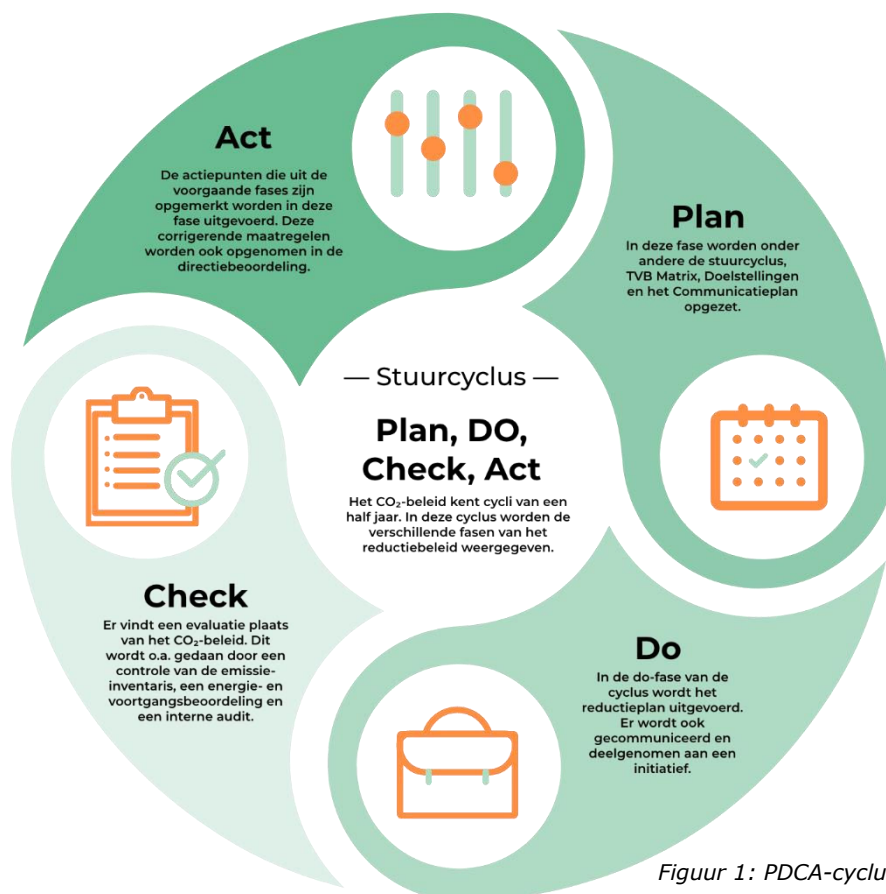 Act
De actiepunten die uit de
voorgaande fases zijn
opgemerkt worden in deze
fase uitgevoerd. Deze
corrigerende maatregelen
worden ook opgenomen in de
directiebeoordeling.
Plan
In deze fase worden onder
andere de stuurcyclus,
TVB Matrix, Doelstellingen
en het Communicatieplan
opgezet.
— Stuurcyclus —
Plan, DO,
Check, Act
Het CO₂-beleid kent cycli van een
half jaar. In deze cyclus worden de
verschillende fasen van het
reductiebeleid weergegeven.
Check
Er vindt een evaluatie plaats
van het CO₂-beleid. Dit
wordt o.a. gedaan door een
controle van de emissie-
inventaris, een energie- en
voortgangsbeoordeling en
een interne audit.
Do
In de do-fase van de
cyclus wordt het
reductieplan uitgevoerd.
Er wordt ook
gecommuniceerd en
deelgenomen aan een
initiatief.
Figuur 1: PDCA-cyclu